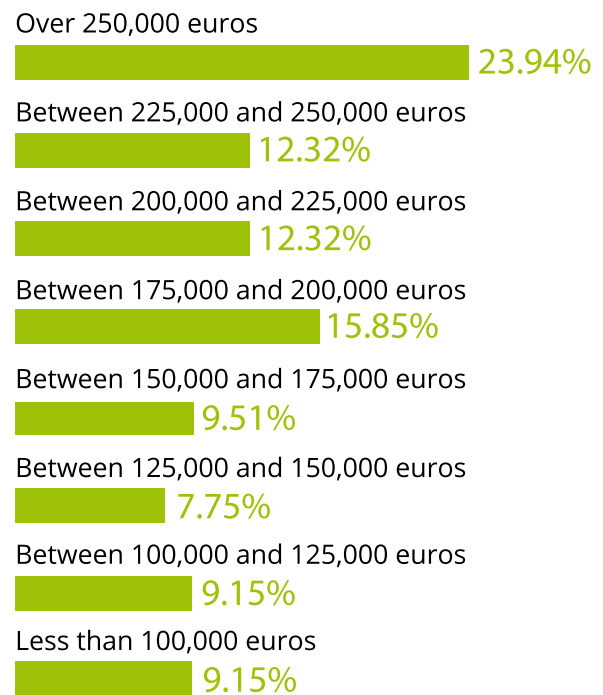 Over 250,000 euros
23.94%
Between 225,000 and 250,000 euros
12.32%
Between 200,000 and 225,000 euros
12.32%
Between 175,000 and 200,000 euros
15.85%
Between 150,000 and 175,000 euros
9.51%
Between 125,000 and 150,000 euros
7.75%
Between 100,000 and 125,000 euros
9.15%
Less than 100,000 euros
9.15%